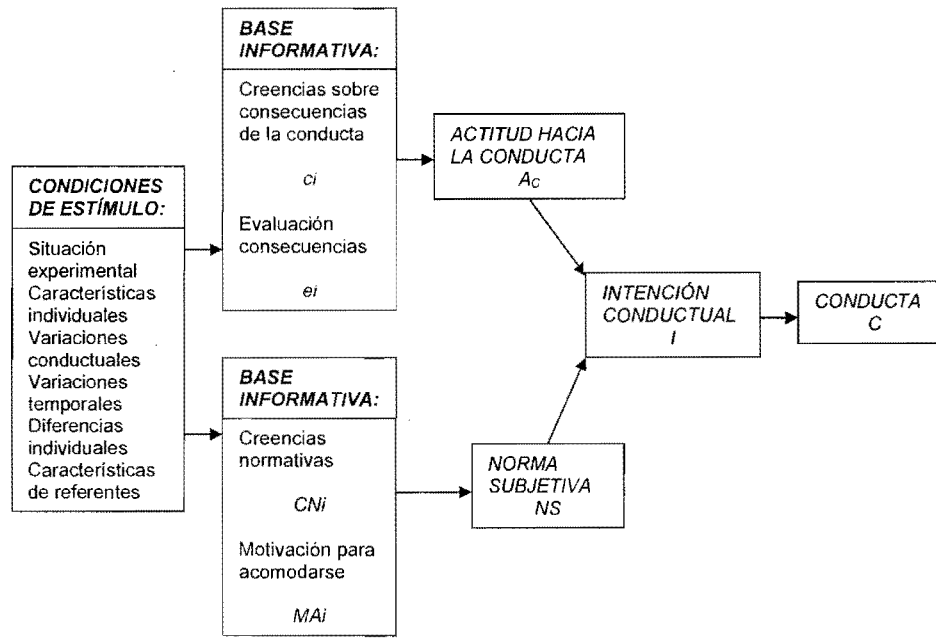 CONDICIONES
DE ESTÍMULO:
Situación
experimental
Características
individuales
Variaciones
conductuales
Variaciones
temporales
Diferencias
individuales
Características
de referentes
BASE
INFORMATIVA:
Creencias sobre
consecuencias
de la conducta
ci
Evaluación
consecuencias
ei
BASE
INFORMATIVA:
Creencias
normativas
CNi
Motivación para
acomodarse
MAi
ACTITUD HACIA
LA CONDUCTA
Ac
NORMA
SUBJETIVA
NS
INTENCIÓN
CONDUCTUAL
I
CONDUCTA
C